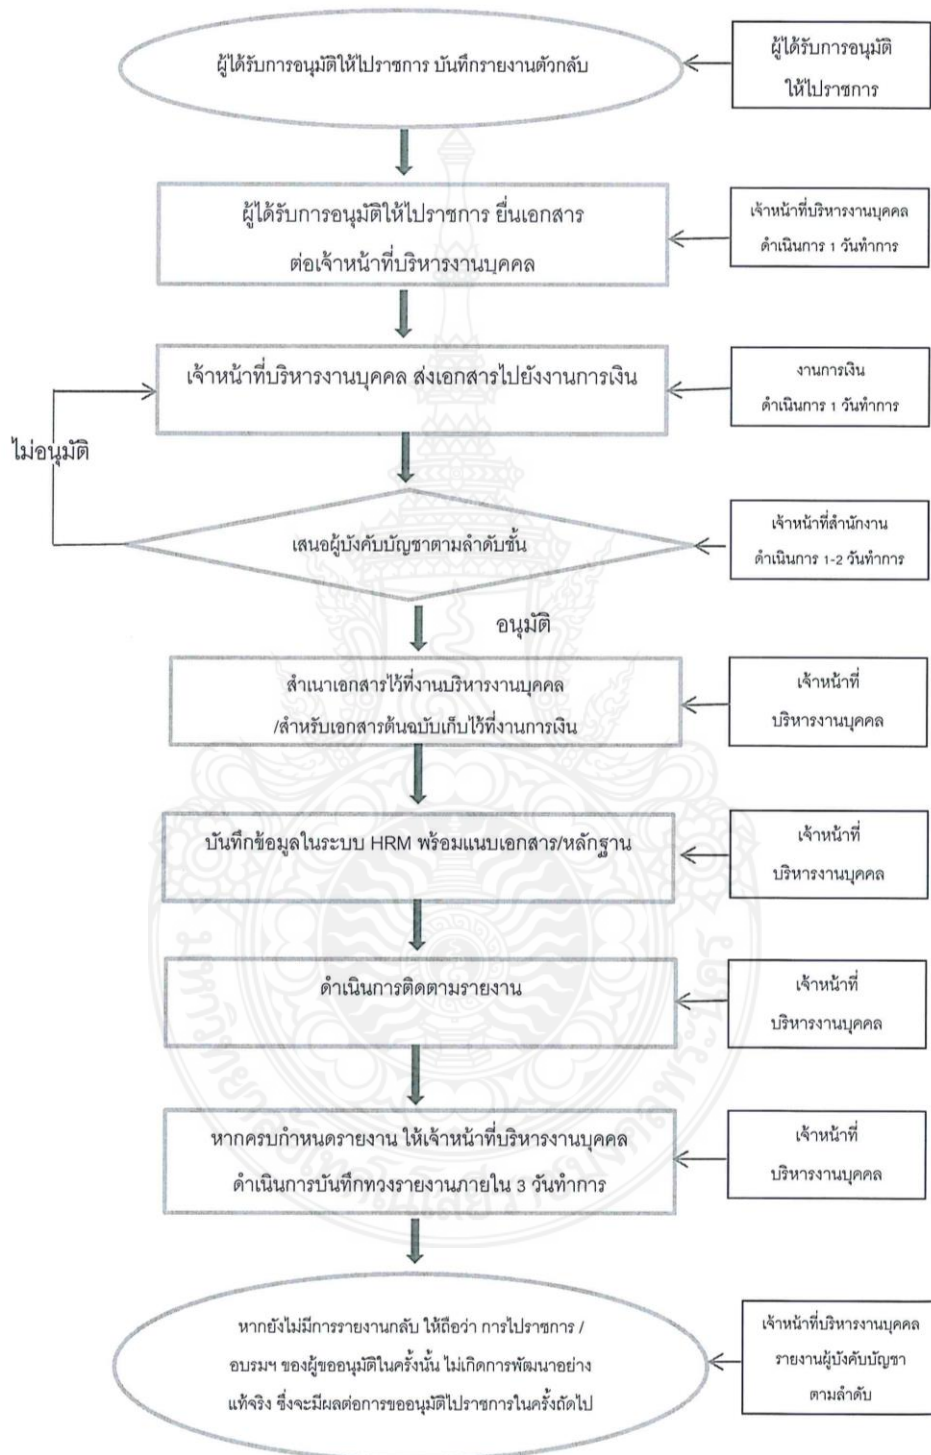 ผู้ได้รับการอนุมัติให้ไปราชการ บันทึกรายงานตัวกลับ
ผู้ได้รับการอนุมัติ
ให้ไปราชการ
ผู้ได้รับการอนุมัติให้ไปราชการ ยื่นเอกสาร
ต่อเจ้าหน้าที่บริหารงานบุคคล
เจ้าหน้าที่บริหารงานบุคคล
ดำเนินการ 1 วันทำการ
เจ้าหน้าที่บริหารงานบุคคล ส่งเอกสารไปยังงานการเงิน
งานการเงิน
ดำเนินการ 1 วันทำการ
ไม่อนุมัติ
เสนอผู้บังคับบัญชาตามลำดับชั้น
เจ้าหน้าที่สำนักงาน
ดำเนินการ 1-2 วันทำการ
อนุมัติ
สำเนาเอกสารไว้ที่งานบริหารงานบุคคล
/สำหรับเอกสารต้นฉบับเก็บไว้ที่งานการเงิน
เจ้าหน้าที่
บริหารงานบุคคล
บันทึกข้อมูลในระบบ HRM พร้อมแนบเอกสาร/หลักฐาน
เจ้าหน้าที่
บริหารงานบุคคล
ดำเนินการติดตามรายงาน
เจ้าหน้าที่
บริหารงานบุคคล
หากครบกำหนดรายงาน ให้เจ้าหน้าที่บริหารงานบุคคล
ดำเนินการบันทึกทวงรายงานภายใน 3 วันทำการ
เจ้าหน้าที่
บริหารงานบุคคล
หากยังไม่มีการรายงานกลับ ให้ถือว่า การไปราชการ /
อบรมฯ ของผู้ขออนุมัติในครั้งนั้น ไม่เกิดการพัฒนาอย่าง
แท้จริง ซึ่งจะมีผลต่อการขออนุมัติไปราชการในครั้งถัดไป
เจ้าหน้าที่บริหารงานบุคคล
รายงานผู้บังคับบัญชา
ตามลำดับ